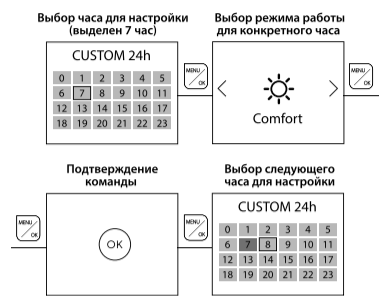 Выбор часа для настройки
(выделен 7 час)
CUSTOM 24h
0 1 2 3 4 5
6 7 8 9 10 11
12 13 14 15 16 17
18 19 20 21 22 23
MENU/OK
Выбор режима работы
для конкретного часа
< >
Comfort
MENU/OK
Подтверждение
команды
MENU/OK
OK
MENU/OK
Выбор следующего
часа для настройки
CUSTOM 24h
0 1 2 3 4 5
6 7 8 9 10 11
12 13 14 15 16 17
18 19 20 21 22 23